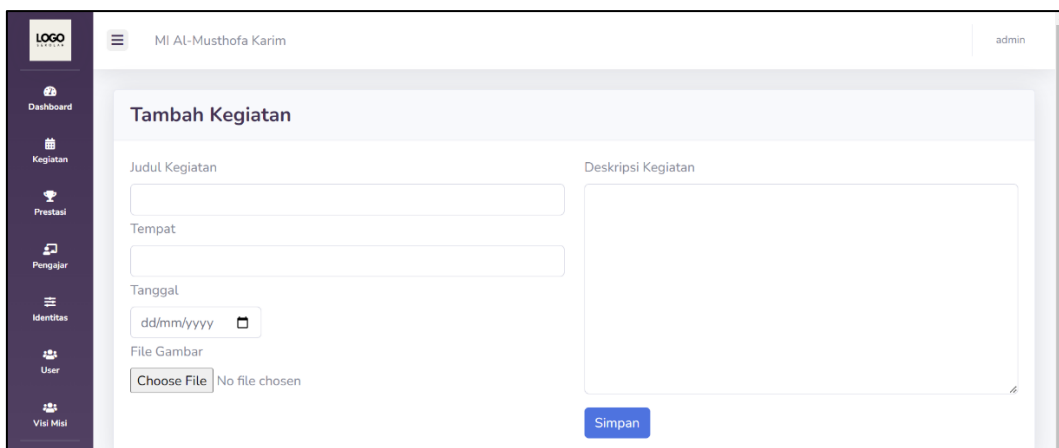 LOGO
MI Al-Musthofa Karim
admin
Dashboard
Kegiatan
Prestasi
Pengajar
Identitas
User
Visi Misi
Tambah Kegiatan
Judul Kegiatan
Tempat
Tanggal
dd/mm/yyyy
File Gambar
Choose File No file chosen
Deskripsi Kegiatan
Simpan